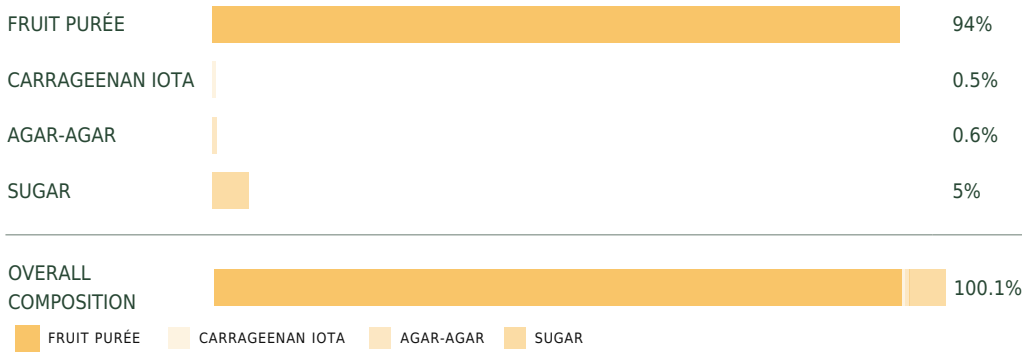 FRUIT PURÉE 94%
CARRAGEENAN IOTA 0.5%
AGAR-AGAR 0.6%
SUGAR 5%
OVERALL
COMPOSITION 100.1%
FRUIT PURÉE CARRAGEENAN IOTA AGAR-AGAR SUGAR